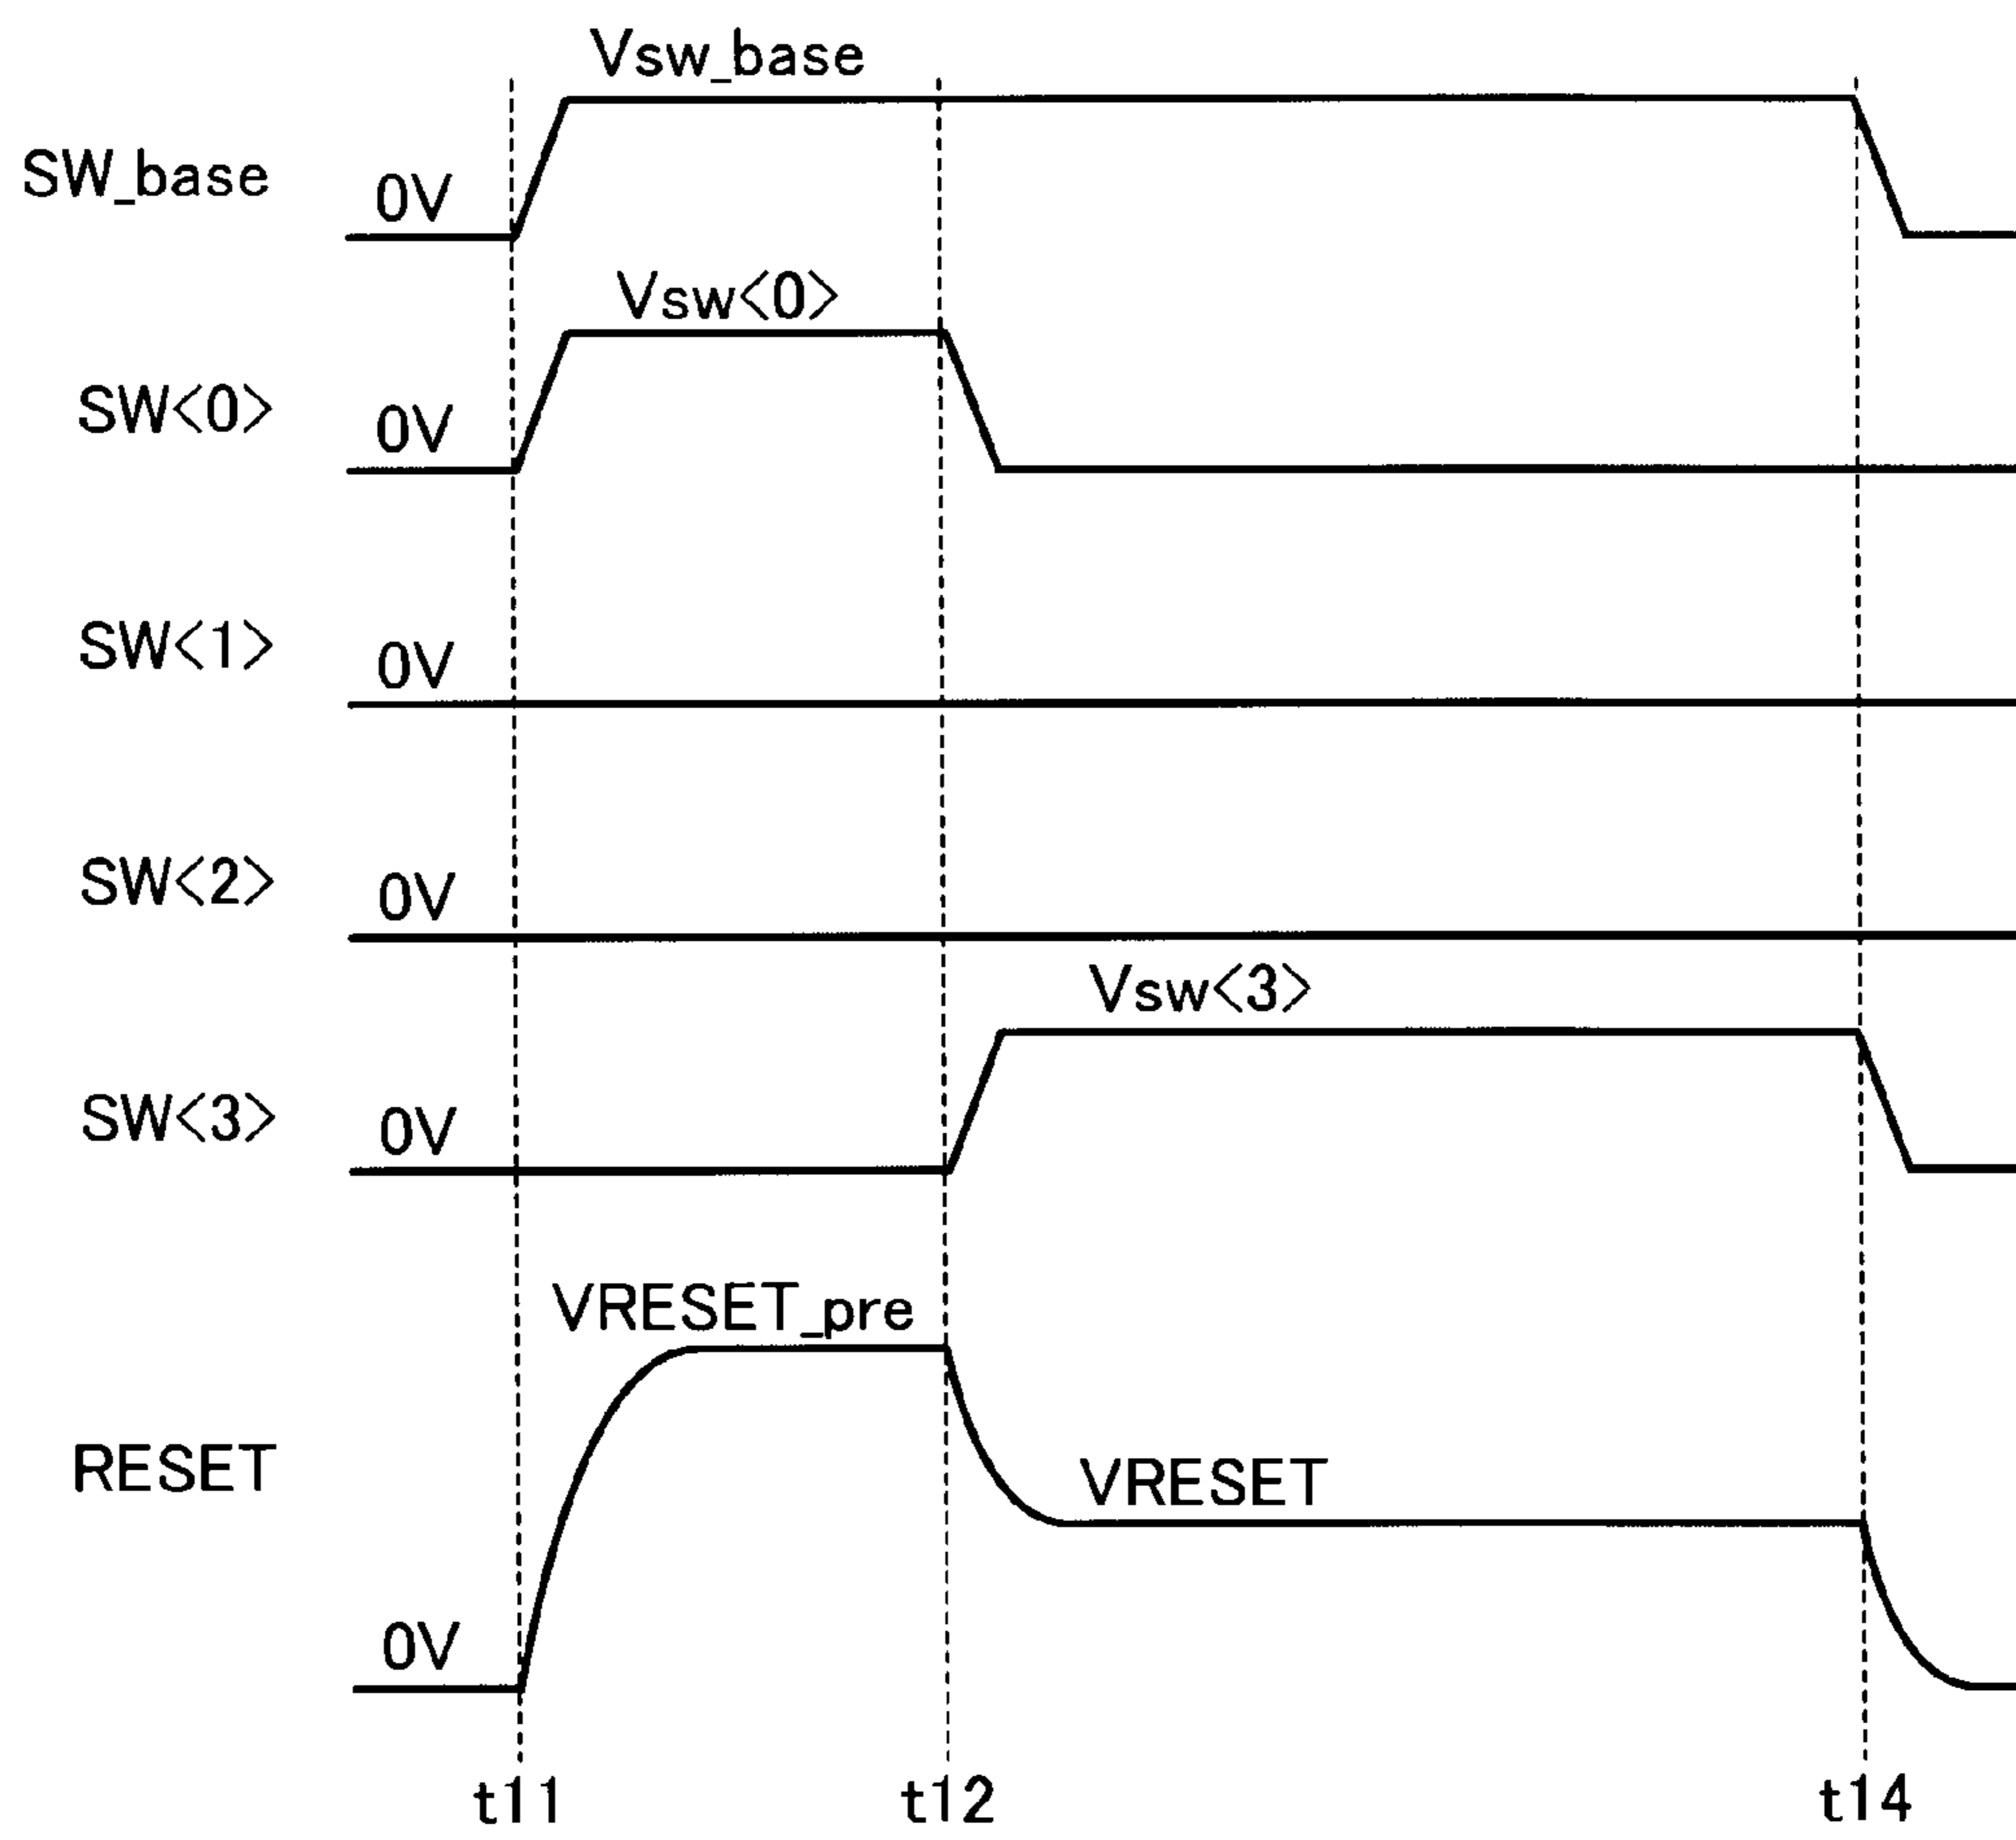 Vsw_base
SW_base
0V
Vsw<0>
SW<0>
0V
SW<1>
0V
SW<2>
0V
Vsw<3>
SW<3>
0V
VRESET_pre
RESET
VRESET
0V
t11
t12
t14